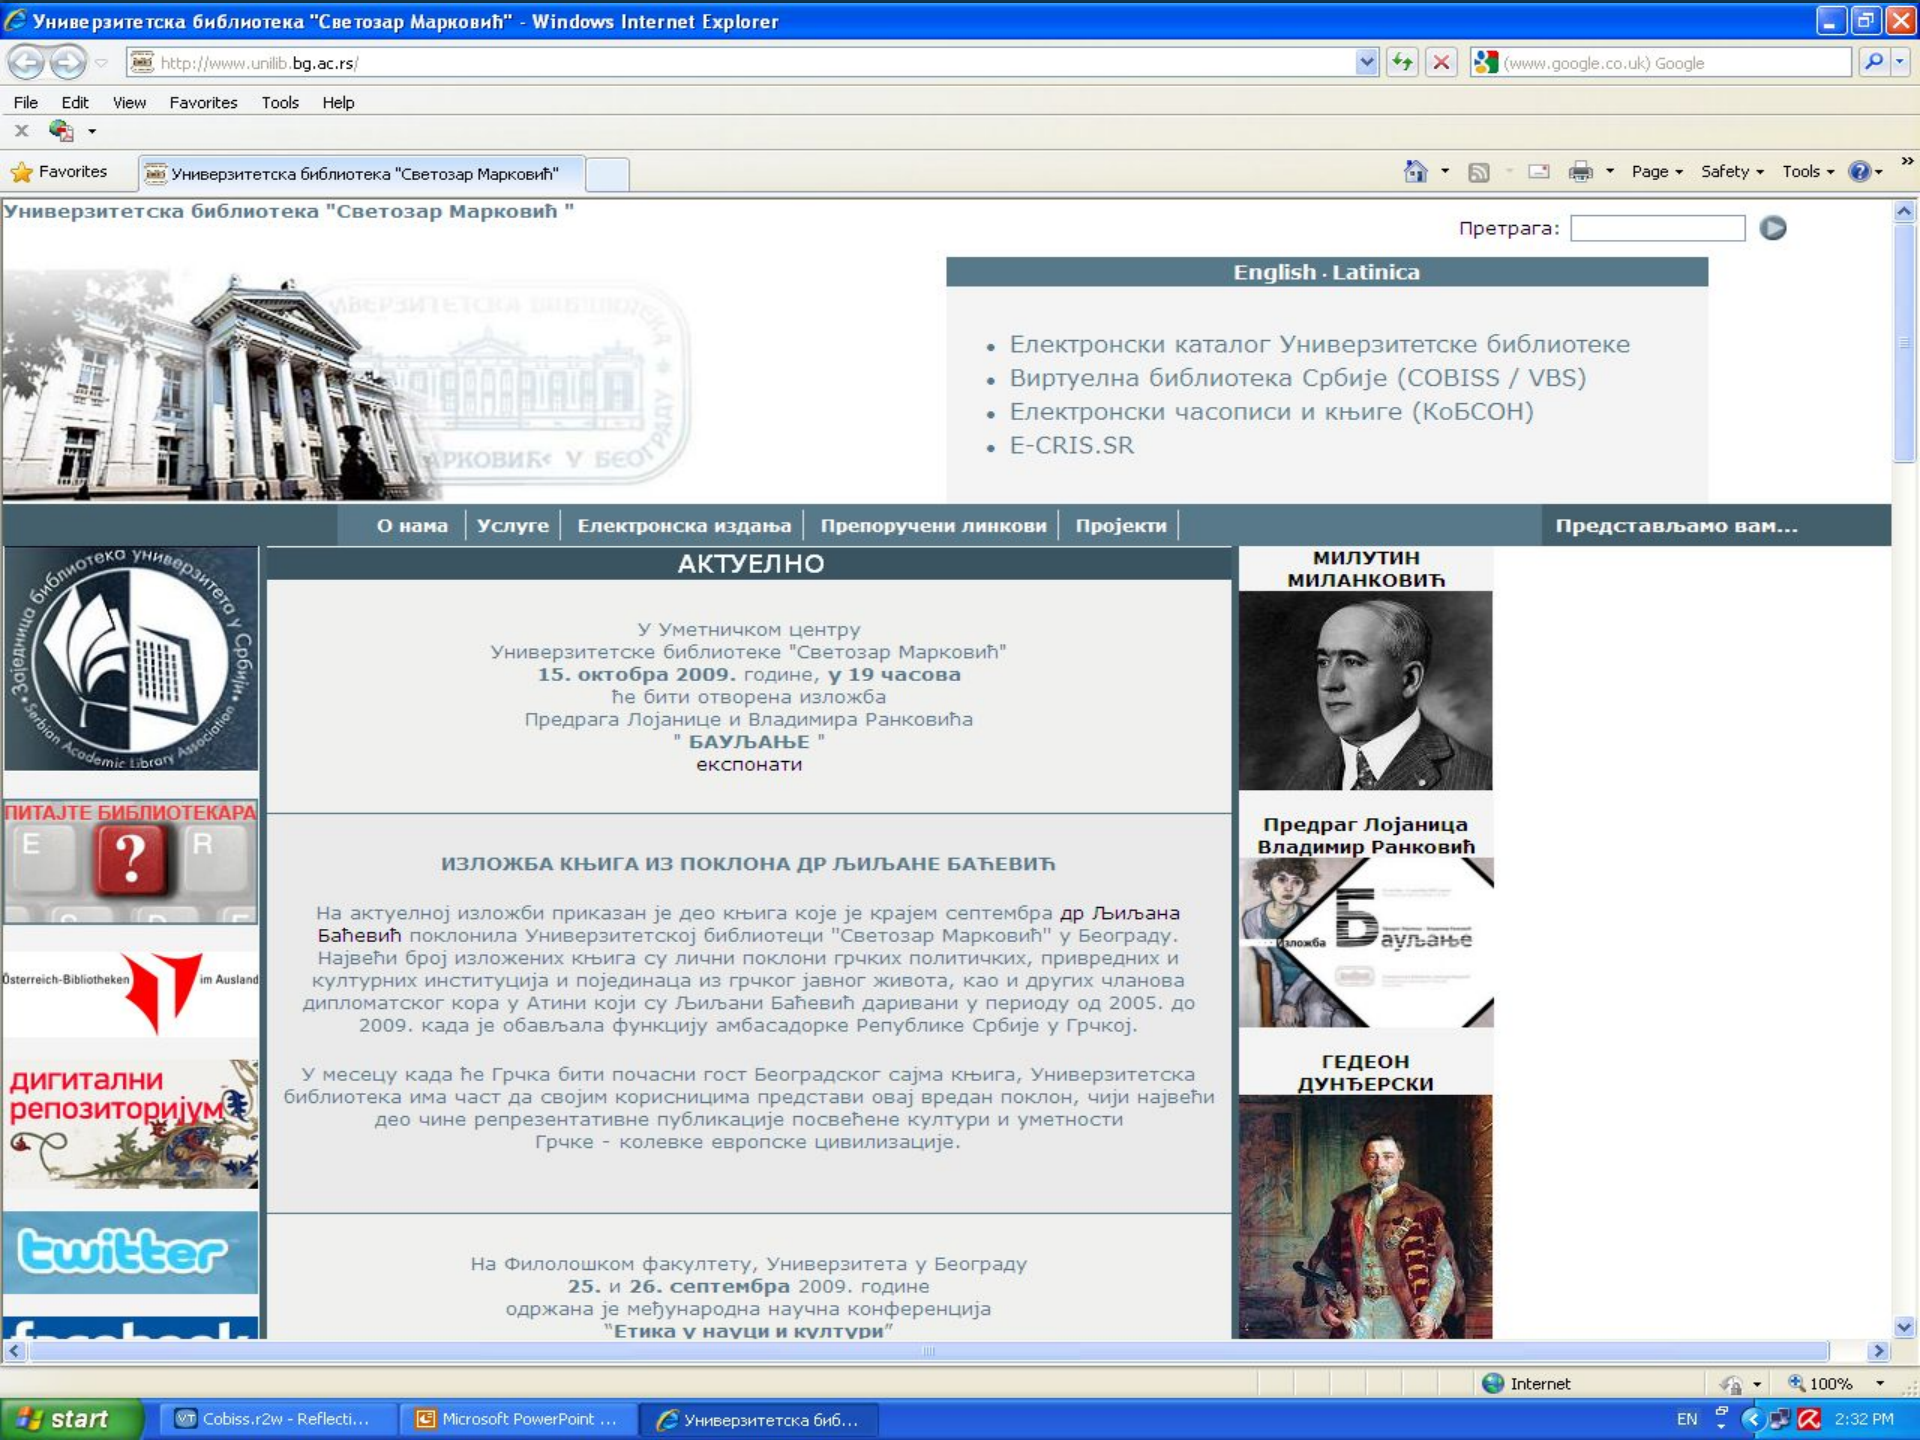 Универзитетска библиотека "Светозар Марковић" - Windows Internet Explorer
http://www.unilib.bg.ac.rs/
(www.google.co.uk) Google
File Edit View Favorites Tools Help
Favorites
Универзитетска библиотека "Светозар Марковић"
Page Safety Tools
Универзитетска библиотека "Светозар Марковић "
Претрага:
English · Latinica
Електронски каталог Универзитетске библиотеке
Виртуелна библиотека Србије (COBISS / VBS)
Електронски часописи и књиге (КоБСОН)
E-CRIS.SR
О нама Услуге Електронска издања Препоручени линкови Пројекти
Представљамо вам...
Заједница библиотека универзитета у Србији
Serbian Academic Library Association
ПИТАЈТЕ БИБЛИОТЕКАРА
E ? R
Österreich-Bibliotheken im Ausland
дигитални
репозиторијум
twitter
facebook
АКТУЕЛНО
У Уметничком центру
Универзитетске библиотеке "Светозар Марковић"
15. октобра 2009. године, у 19 часова
ће бити отворена изложба
Предрага Лојанице и Владимира Ранковића
" БАУЉАЊЕ "
експонати
ИЗЛОЖБА КЊИГА ИЗ ПОКЛОНА ДР ЉИЉАНЕ БАЋЕВИЋ
На актуелној изложби приказан је део књига које је крајем септембра др Љиљана
Баћевић поклонила Универзитетској библиотеци "Светозар Марковић" у Београду.
Највећи број изложених књига су лични поклони грчких политичких, привредних и
културних институција и појединаца из грчког јавног живота, као и других чланова
дипломатског кора у Атини који су Љиљани Баћевић даривани у периоду од 2005. до
2009. када је обављала функцију амбасадорке Републике Србије у Грчкој.
У месецу када ће Грчка бити почасни гост Београдског сајма књига, Универзитетска
библиотека има част да својим корисницима представи овај вредан поклон, чији највећи
део чине репрезентативне публикације посвећене култури и уметности
Грчке - колевке европске цивилизације.
На Филолошком факултету, Универзитета у Београду
25. и 26. септембра 2009. године
одржана је међународна научна конференција
"Етика у науци и култури"
МИЛУТИН
МИЛАНКОВИЋ
Предраг Лојаница
Владимир Ранковић
Изложба
Бауљање
ГЕДЕОН
ДУНЂЕРСКИ
Internet
100%
start
Cobiss.r2w - Reflecti...
Microsoft PowerPoint ...
Универзитетска биб...
EN
2:32 PM